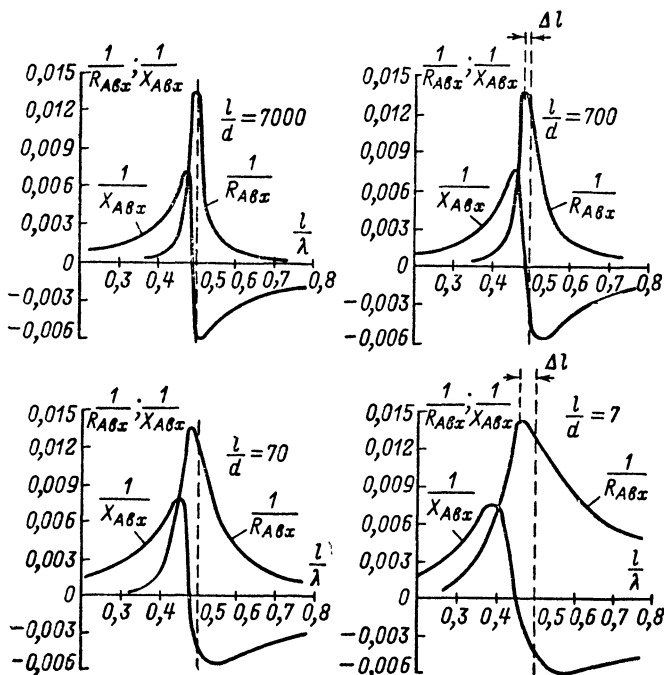 Δl
0,015 1/R_Aвх ; 1/X_Aвх
0,012
0,009
0,006
0,003
0
-0,003
-0,006
l/d = 7000
1/X_Aвх
1/R_Aвх
l/λ
0,3 0,4 0,5 0,6 0,7 0,8
0,015 1/R_Aвх ; 1/X_Aвх
0,012
0,009
0,006
0,003
0
-0,003
-0,006
l/d = 700
1/X_Aвх
1/R_Aвх
l/λ
0,3 0,4 0,5 0,6 0,7 0,8
0,015 1/R_Aвх ; 1/X_Aвх
0,012
0,009
0,006
0,003
0
-0,003
-0,006
l/d = 70
1/X_Aвх
1/R_Aвх
l/λ
0,3 0,4 0,5 0,6 0,7 0,8
Δl
0,015 1/R_Aвх ; 1/X_Aвх
0,012
0,009
0,006
0,003
0
-0,003
-0,006
l/d = 7
1/X_Aвх
1/R_Aвх
l/λ
0,3 0,4 0,5 0,6 0,7 0,8